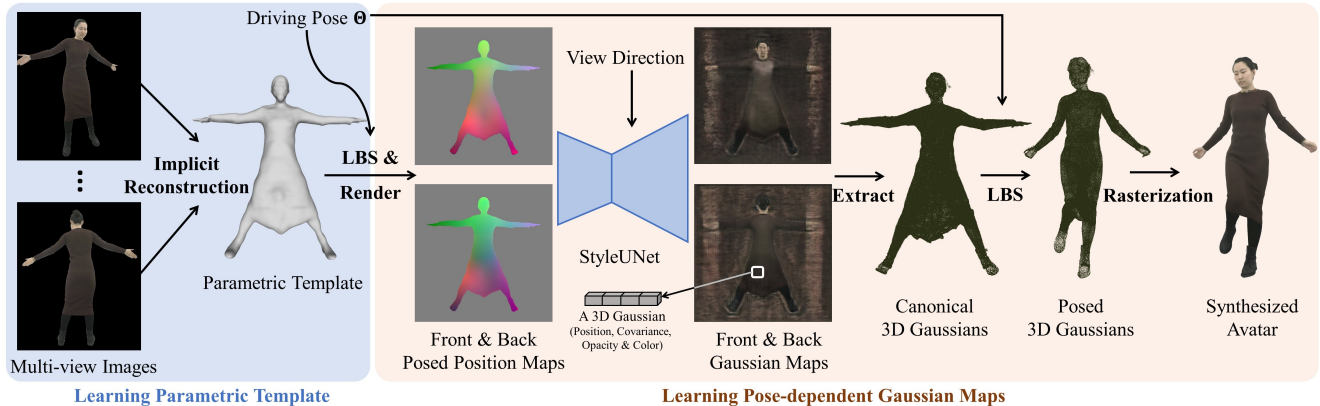 Driving Pose Θ
Implicit
Reconstruction
Parametric Template
Multi-view Images
Learning Parametric Template
LBS &
Render
View Direction
StyleUNet
A 3D Gaussian
(Position, Covariance,
Opacity & Color)
Front & Back
Posed Position Maps
Front & Back
Gaussian Maps
Extract
Canonical
3D Gaussians
LBS
Posed
3D Gaussians
Rasterization
Synthesized
Avatar
Learning Pose-dependent Gaussian Maps